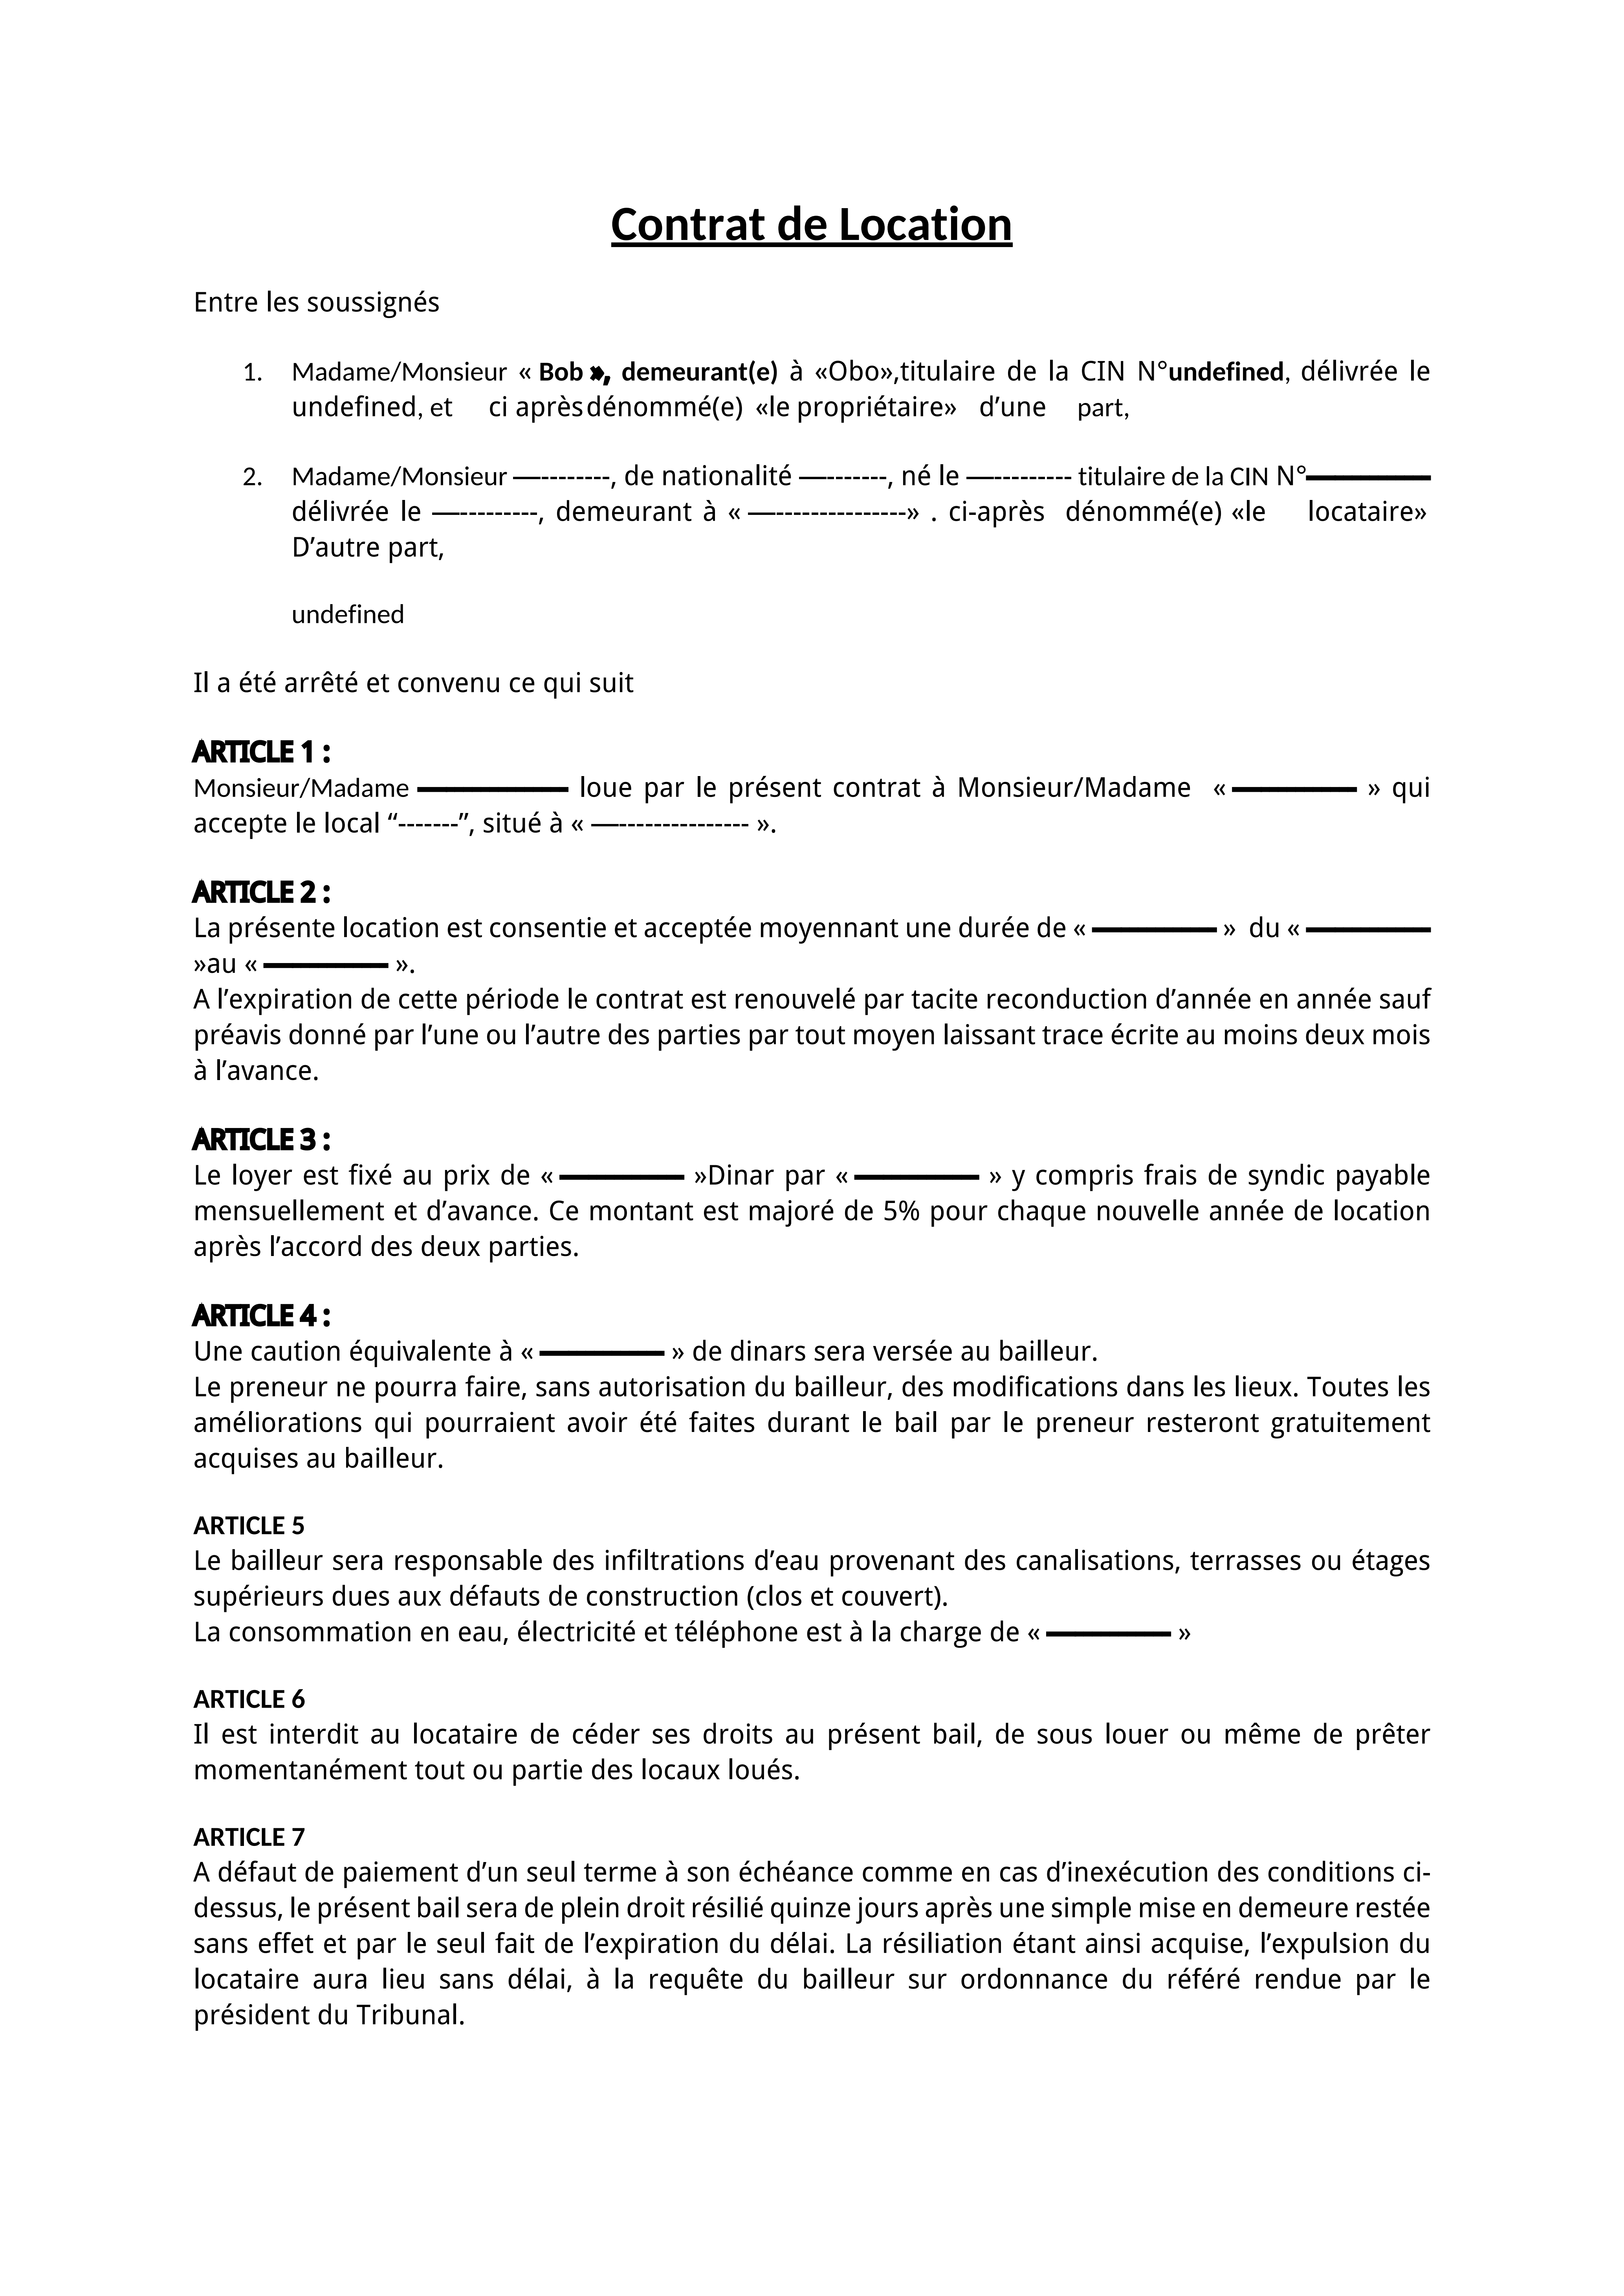 Contrat de Location
Entre les soussignés
1. Madame/Monsieur « Bob », demeurant(e) à «Obo»,titulaire de la CIN N°undefined, délivrée le
undefined, et ci après dénommé(e) «le propriétaire» d’une part,
2. Madame/Monsieur —--------, de nationalité —-------, né le —--------- titulaire de la CIN N°—————
délivrée le —---------, demeurant à « —---------------» . ci-après dénommé(e) «le locataire»
D’autre part,
undefined
Il a été arrêté et convenu ce qui suit
ARTICLE 1 :
Monsieur/Madame —————— loue par le présent contrat à Monsieur/Madame « ————— » qui
accepte le local “-------”, situé à « —--------------- ».
ARTICLE 2 :
La présente location est consentie et acceptée moyennant une durée de « ————— » du « —————
»au « ————— ».
A l’expiration de cette période le contrat est renouvelé par tacite reconduction d’année en année sauf
préavis donné par l’une ou l’autre des parties par tout moyen laissant trace écrite au moins deux mois
à l’avance.
ARTICLE 3 :
Le loyer est fixé au prix de « ————— »Dinar par « ————— » y compris frais de syndic payable
mensuellement et d’avance. Ce montant est majoré de 5% pour chaque nouvelle année de location
après l’accord des deux parties.
ARTICLE 4 :
Une caution équivalente à « ————— » de dinars sera versée au bailleur.
Le preneur ne pourra faire, sans autorisation du bailleur, des modifications dans les lieux. Toutes les
améliorations qui pourraient avoir été faites durant le bail par le preneur resteront gratuitement
acquises au bailleur.
ARTICLE 5
Le bailleur sera responsable des infiltrations d’eau provenant des canalisations, terrasses ou étages
supérieurs dues aux défauts de construction (clos et couvert).
La consommation en eau, électricité et téléphone est à la charge de « ————— »
ARTICLE 6
Il est interdit au locataire de céder ses droits au présent bail, de sous louer ou même de prêter
momentanément tout ou partie des locaux loués.
ARTICLE 7
A défaut de paiement d’un seul terme à son échéance comme en cas d’inexécution des conditions ci-
dessus, le présent bail sera de plein droit résilié quinze jours après une simple mise en demeure restée
sans effet et par le seul fait de l’expiration du délai. La résiliation étant ainsi acquise, l’expulsion du
locataire aura lieu sans délai, à la requête du bailleur sur ordonnance du référé rendue par le
président du Tribunal.